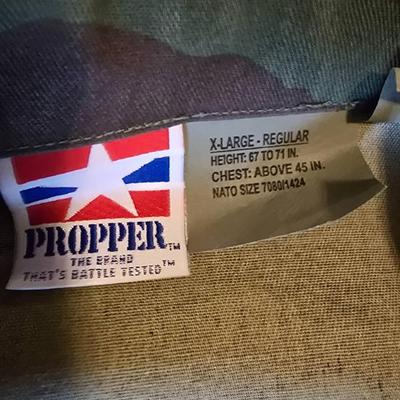 PROPPER™
THE BRAND
THAT'S BATTLE TESTED™
X-LARGE - REGULAR
HEIGHT: 67 TO 71 IN.
CHEST: ABOVE 45 IN.
NATO SIZE 7080/1424